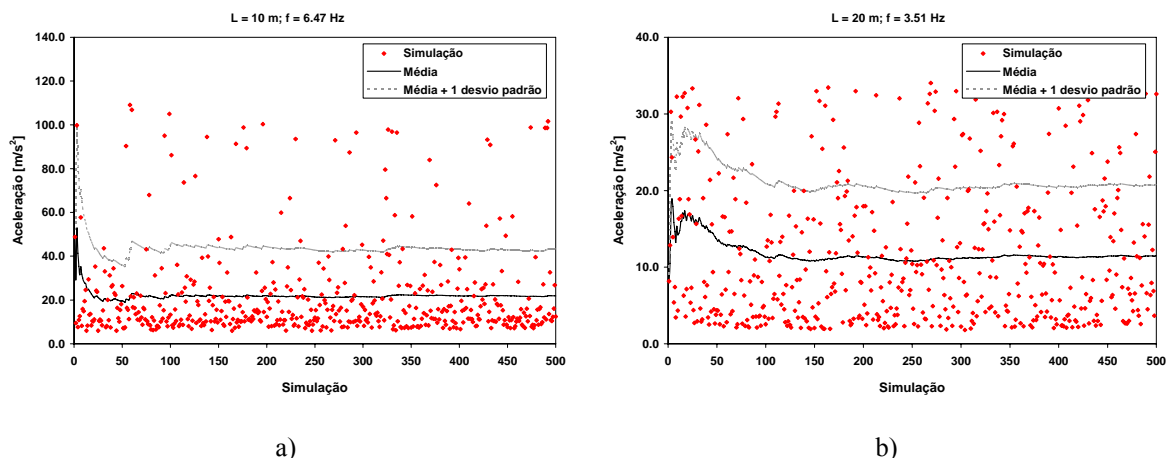 L = 10 m; f = 6.47 Hz
140.0
120.0
100.0
80.0
60.0
40.0
20.0
0.0
Aceleração [m/s²]
Simulação
Média
Média + 1 desvio padrão
0 50 100 150 200 250 300 350 400 450 500
Simulação
a)
L = 20 m; f = 3.51 Hz
40.0
30.0
20.0
10.0
0.0
Aceleração [m/s²]
Simulação
Média
Média + 1 desvio padrão
0 50 100 150 200 250 300 350 400 450 500
Simulação
b)